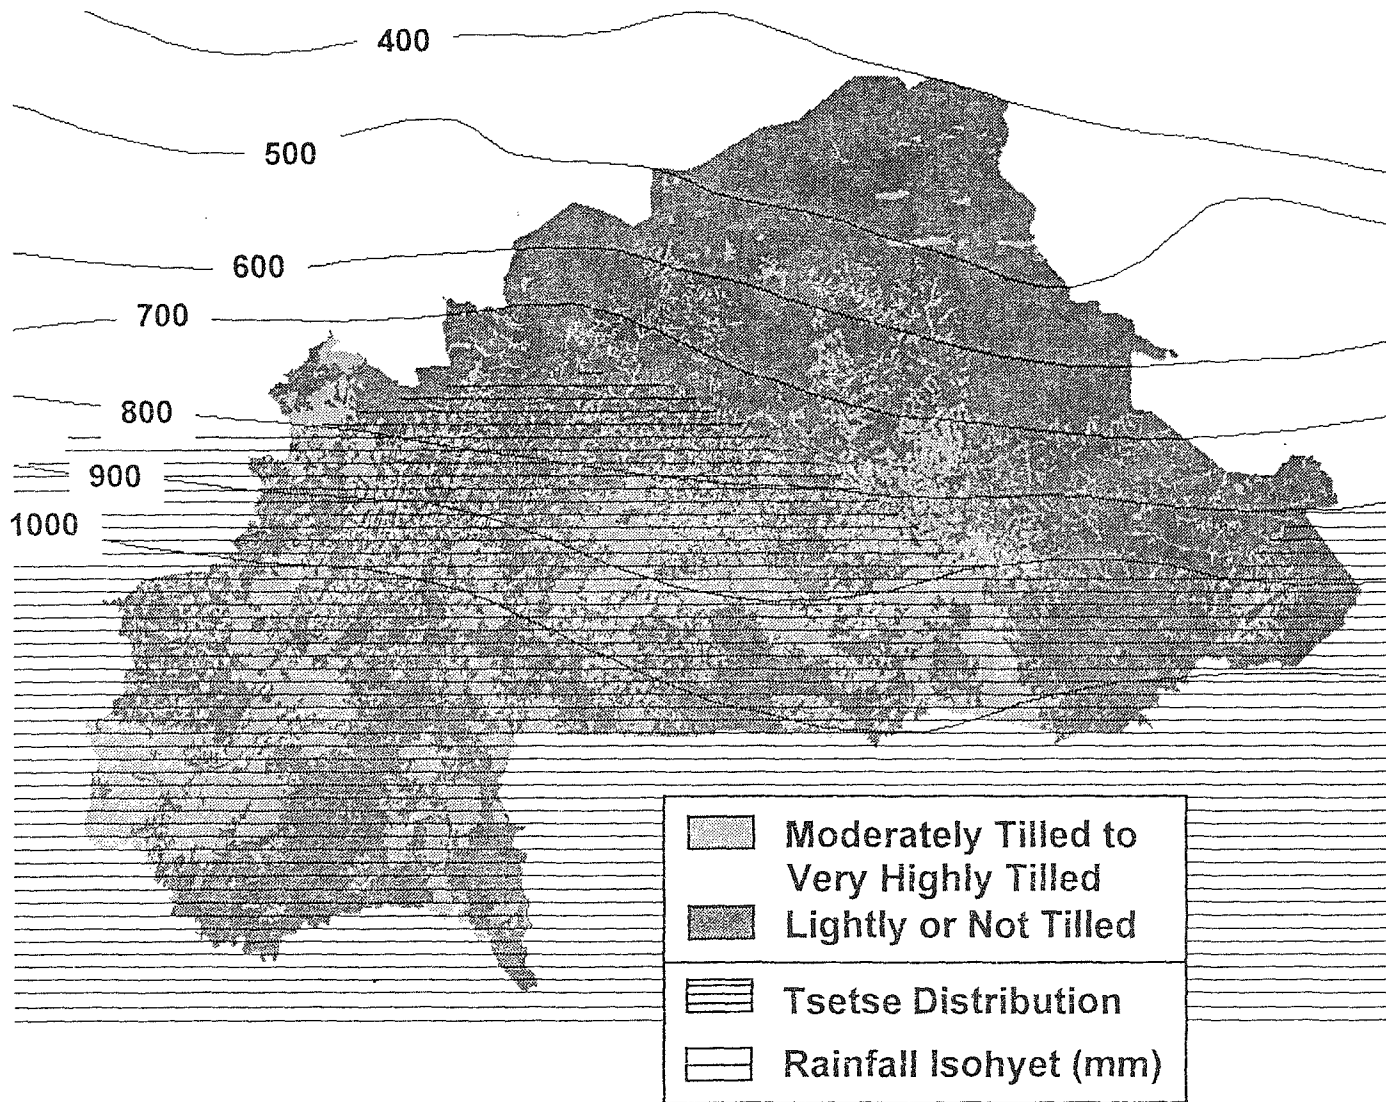 400
500
600
700
800
900
1000
Moderately Tilled to
Very Highly Tilled
Lightly or Not Tilled
Tsetse Distribution
Rainfall Isohyet (mm)